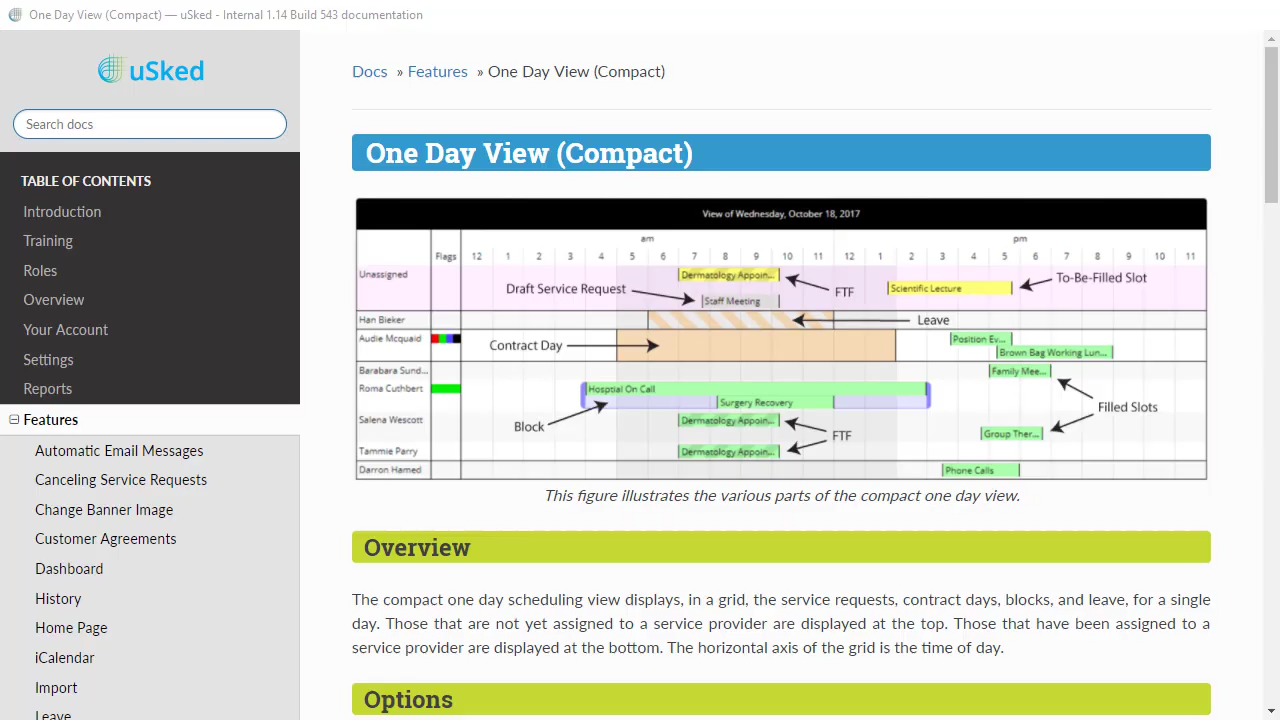 One Day View (Compact) — uSked - Internal 1.14 Build 543 documentation
uSked
Search docs
TABLE OF CONTENTS
Introduction
Training
Roles
Overview
Your Account
Settings
Reports
Features
Automatic Email Messages
Canceling Service Requests
Change Banner Image
Customer Agreements
Dashboard
History
Home Page
iCalendar
Import
Leave
Docs » Features » One Day View (Compact)
One Day View (Compact)
View of Wednesday, October 18, 2017
am pm
Flags 12 1 2 3 4 5 6 7 8 9 10 11 12 1 2 3 4 5 6 7 8 9 10 11
Unassigned
Dermatology Appoin...
To-Be-Filled Slot
Draft Service Request
FTF
Scientific Lecture
Staff Meeting
Han Bieker
Leave
Audie Mcquaid
Contract Day
Position Ev...
Brown Bag Working Lun...
Barabara Sund...
Family Mee...
Roma Cuthbert
Hosptial On Call
Surgery Recovery
Filled Slots
Block
Salena Wescott
Dermatology Appoin...
FTF
Group Ther...
Tammie Parry
Dermatology Appoin...
Darron Hamed
Phone Calls
This figure illustrates the various parts of the compact one day view.
Overview
The compact one day scheduling view displays, in a grid, the service requests, contract days, blocks, and leave, for a single
day. Those that are not yet assigned to a service provider are displayed at the top. Those that have been assigned to a
service provider are displayed at the bottom. The horizontal axis of the grid is the time of day.
Options